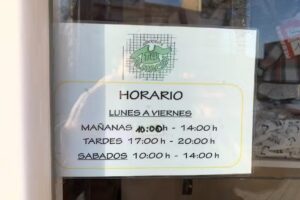 HORARIO
LUNES A VIERNES
MAÑANAS 10:00h - 14:00h
TARDES 17:00h - 20:00h
SABADOS 10:00h - 14:00h